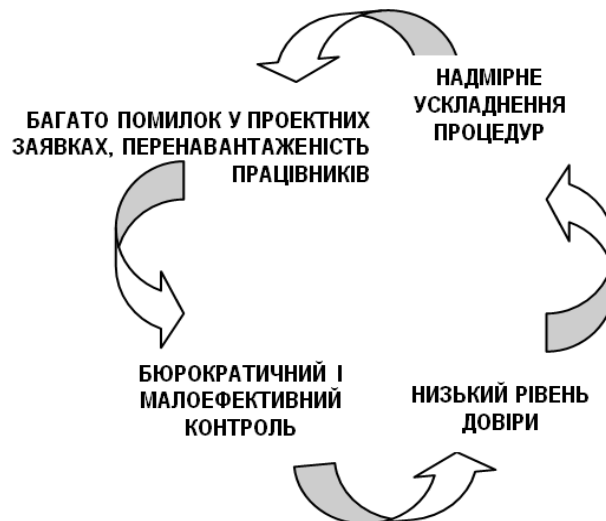 НАДМІРНЕ
УСКЛАДНЕННЯ
ПРОЦЕДУР
БАГАТО ПОМИЛОК У ПРОЕКТНИХ
ЗАЯВКАХ, ПЕРЕНАВАНТАЖЕНІСТЬ
ПРАЦІВНИКІВ
БЮРОКРАТИЧНИЙ І
МАЛОЕФЕКТИВНИЙ
КОНТРОЛЬ
НИЗЬКИЙ РІВЕНЬ
ДОВІРИ